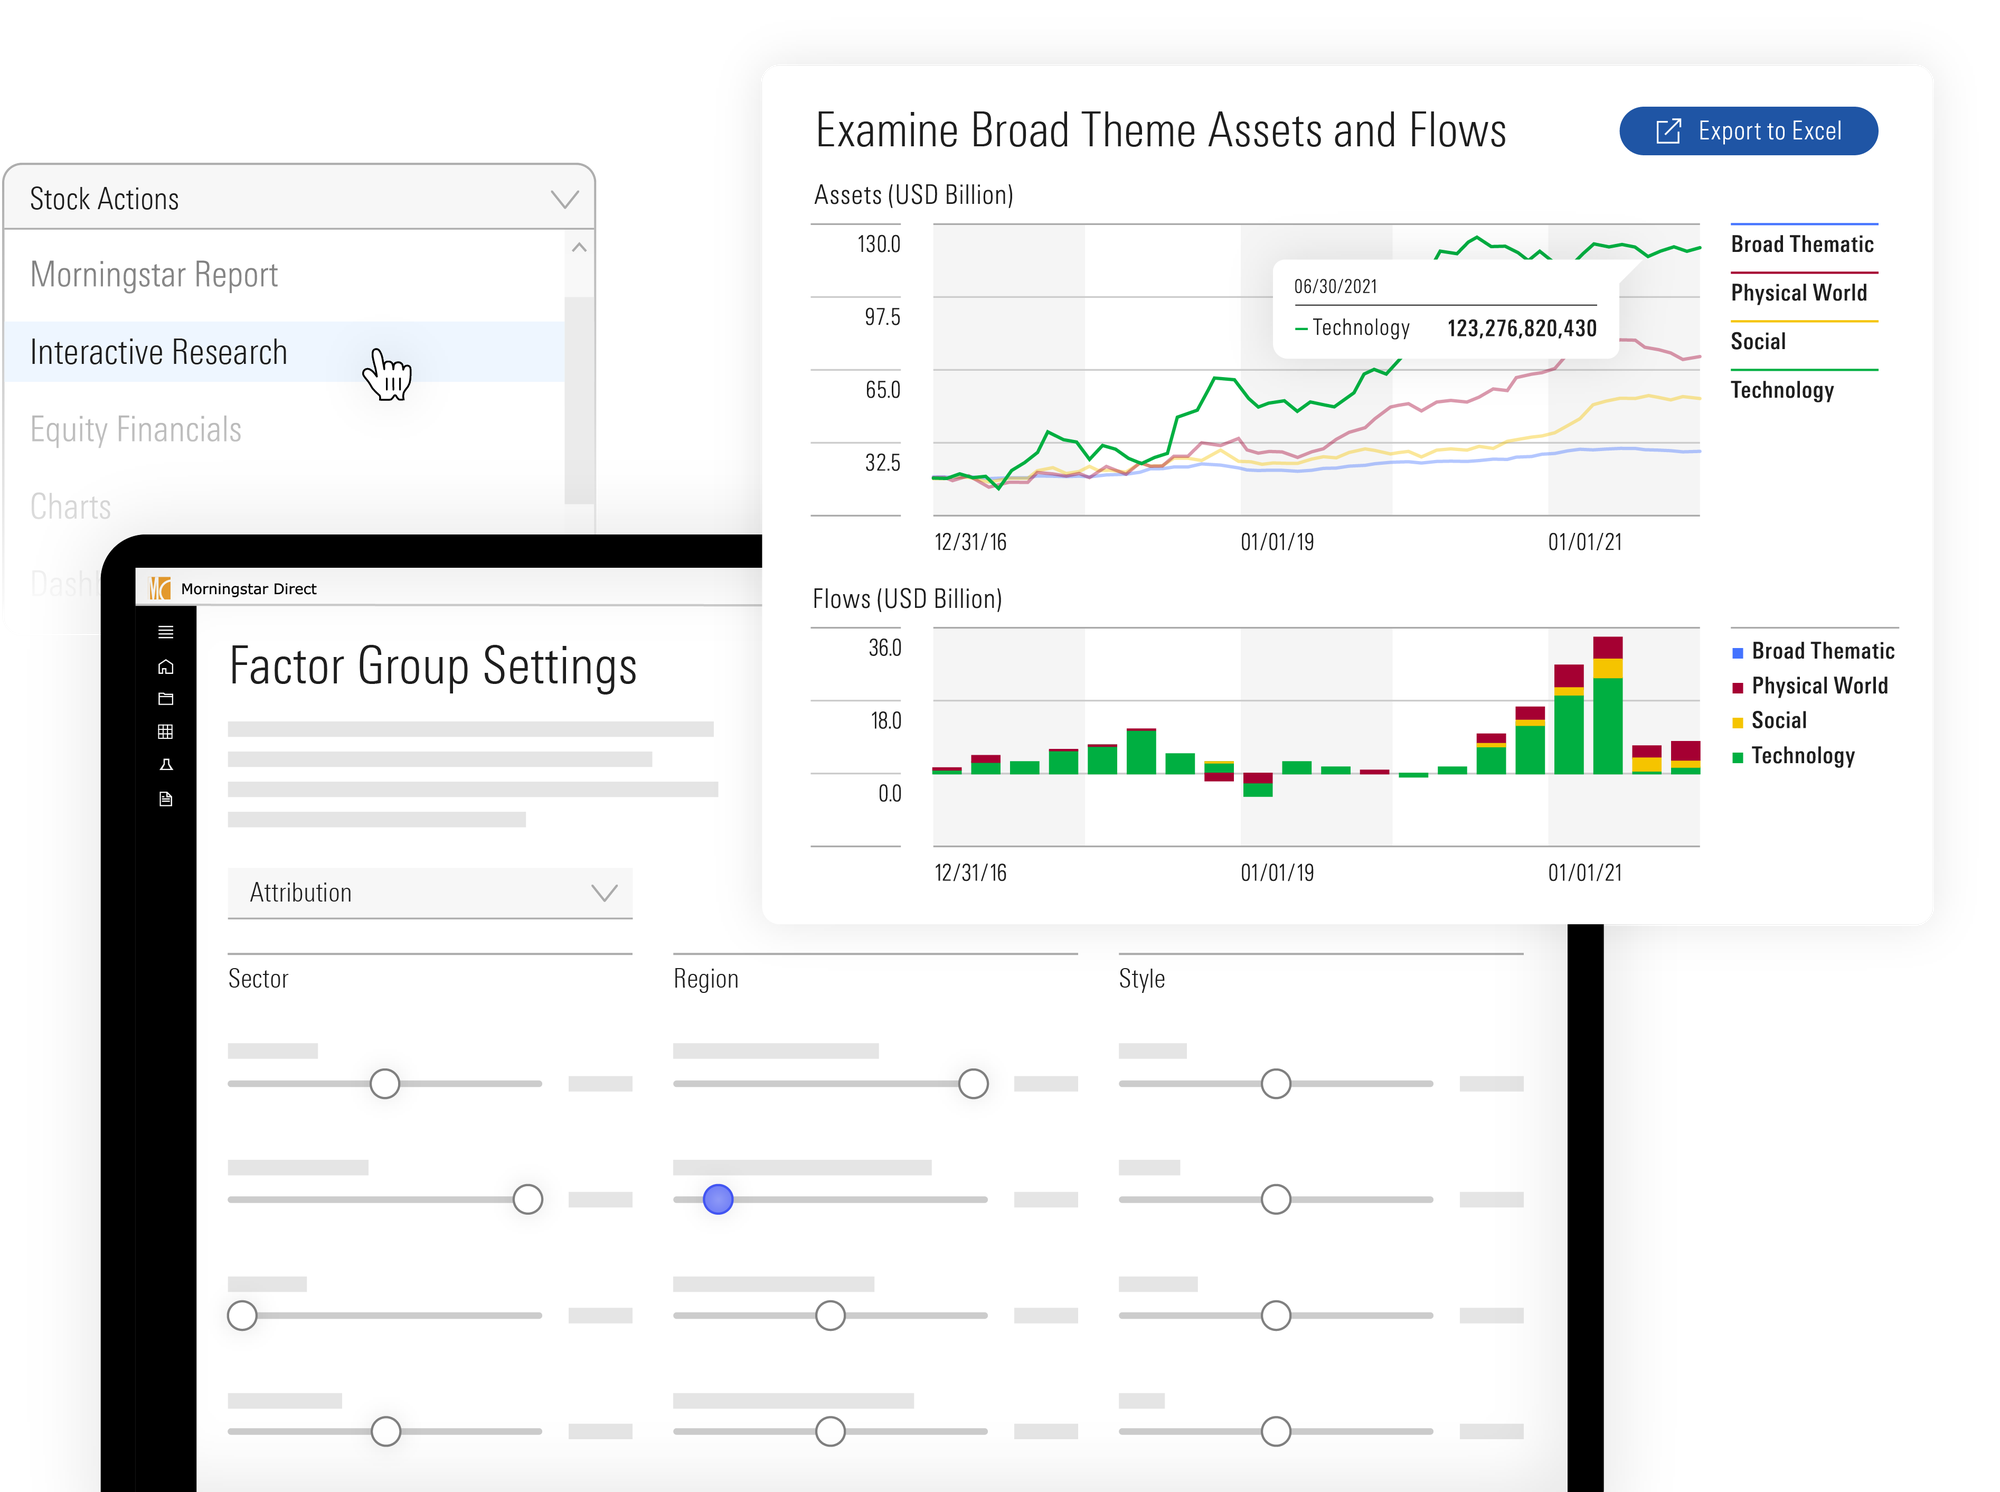 Stock Actions
Morningstar Report
Interactive Research
Equity Financials
Charts
Examine Broad Theme Assets and Flows
Export to Excel
Assets (USD Billion)
130.0
97.5
65.0
32.5
06/30/2021
Technology 123,276,820,430
12/31/16 01/01/19 01/01/21
Broad Thematic
Physical World
Social
Technology
Flows (USD Billion)
36.0
18.0
0.0
12/31/16 01/01/19 01/01/21
Broad Thematic
Physical World
Social
Technology
Morningstar Direct
Factor Group Settings
Attribution
Sector Region Style